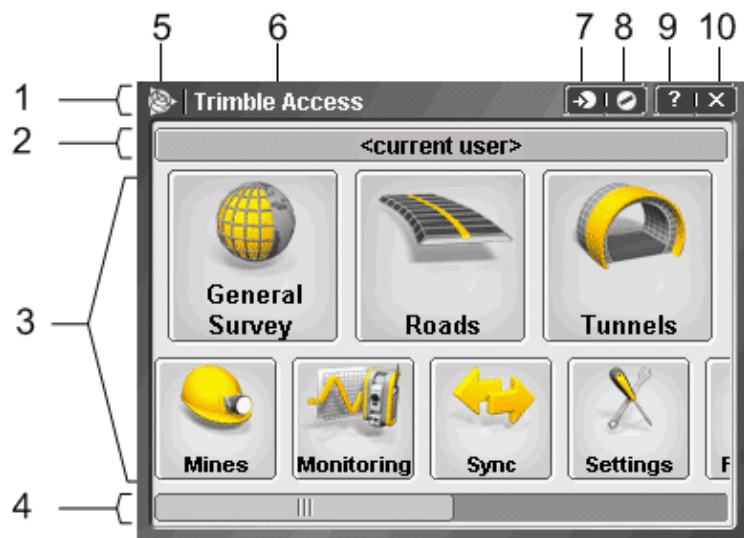 5 6 7 8 9 10
1 Trimble Access ?
2 <current user>
3
General
Survey
Roads
Tunnels
Mines
Monitoring
Sync
Settings
F
4